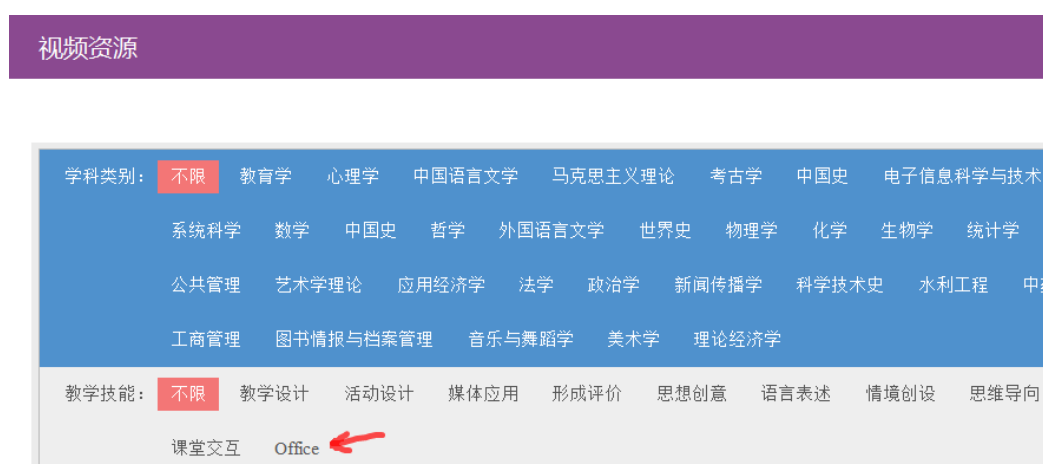 视频资源
学科类别： 不限 教育学 心理学 中国语言文学 马克思主义理论 考古学 中国史 电子信息科学与技术
系统科学 数学 中国史 哲学 外国语言文学 世界史 物理学 化学 生物学 统计学
公共管理 艺术学理论 应用经济学 法学 政治学 新闻传播学 科学技术史 水利工程 中
工商管理 图书情报与档案管理 音乐与舞蹈学 美术学 理论经济学
教学技能： 不限 教学设计 活动设计 媒体应用 形成评价 思想创意 语言表述 情境创设 思维导向
课堂交互 Office